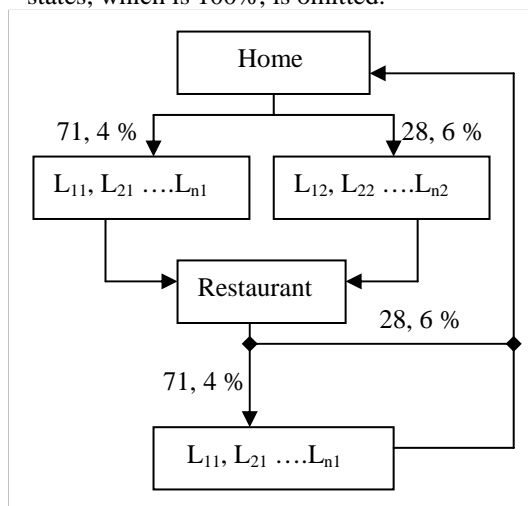 states, which is 100%, is omitted.
Home
71, 4 %
28, 6 %
L₁₁, L₂₁ ....Lₙ₁
L₁₂, L₂₂ ....Lₙ₂
Restaurant
28, 6 %
71, 4 %
L₁₁, L₂₁ ....Lₙ₁